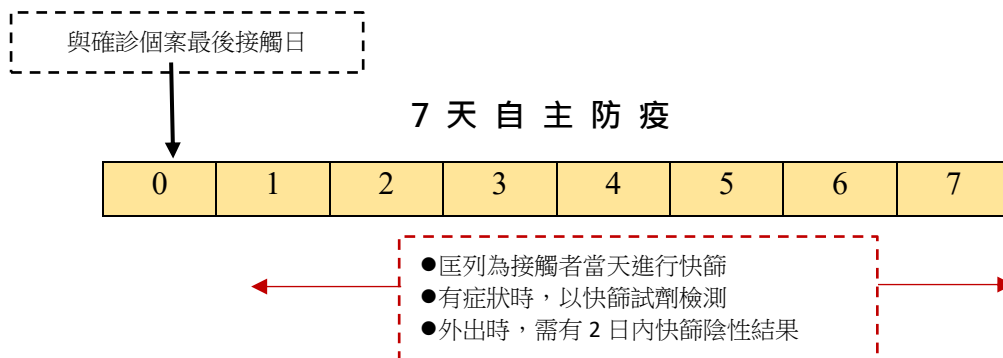 與確診個案最後接觸日
7 天 自 主 防 疫
0 1 2 3 4 5 6 7
●匡列為接觸者當天進行快篩
●有症狀時，以快篩試劑檢測
●外出時，需有 2 日內快篩陰性結果